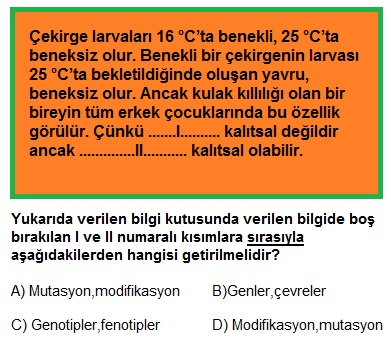 Çekirge larvaları 16 °C’ta benekli, 25 °C’ta
beneksiz olur. Benekli bir çekirgenin larvası
25 °C’ta bekletildiğinde oluşan yavru,
beneksiz olur. Ancak kulak kıllılığı olan bir
bireyin tüm erkek çocuklarında bu özellik
görülür. Çünkü .......I.......... kalıtsal değildir
ancak ..............II........... kalıtsal olabilir.
Yukarıda verilen bilgi kutusunda verilen bilgide boş
bırakılan I ve II numaralı kısımlara sırasıyla
aşağıdakilerden hangisi getirilmelidir?
A) Mutasyon,modifikasyon B)Genler,çevreler
C) Genotipler,fenotipler D) Modifikasyon,mutasyon